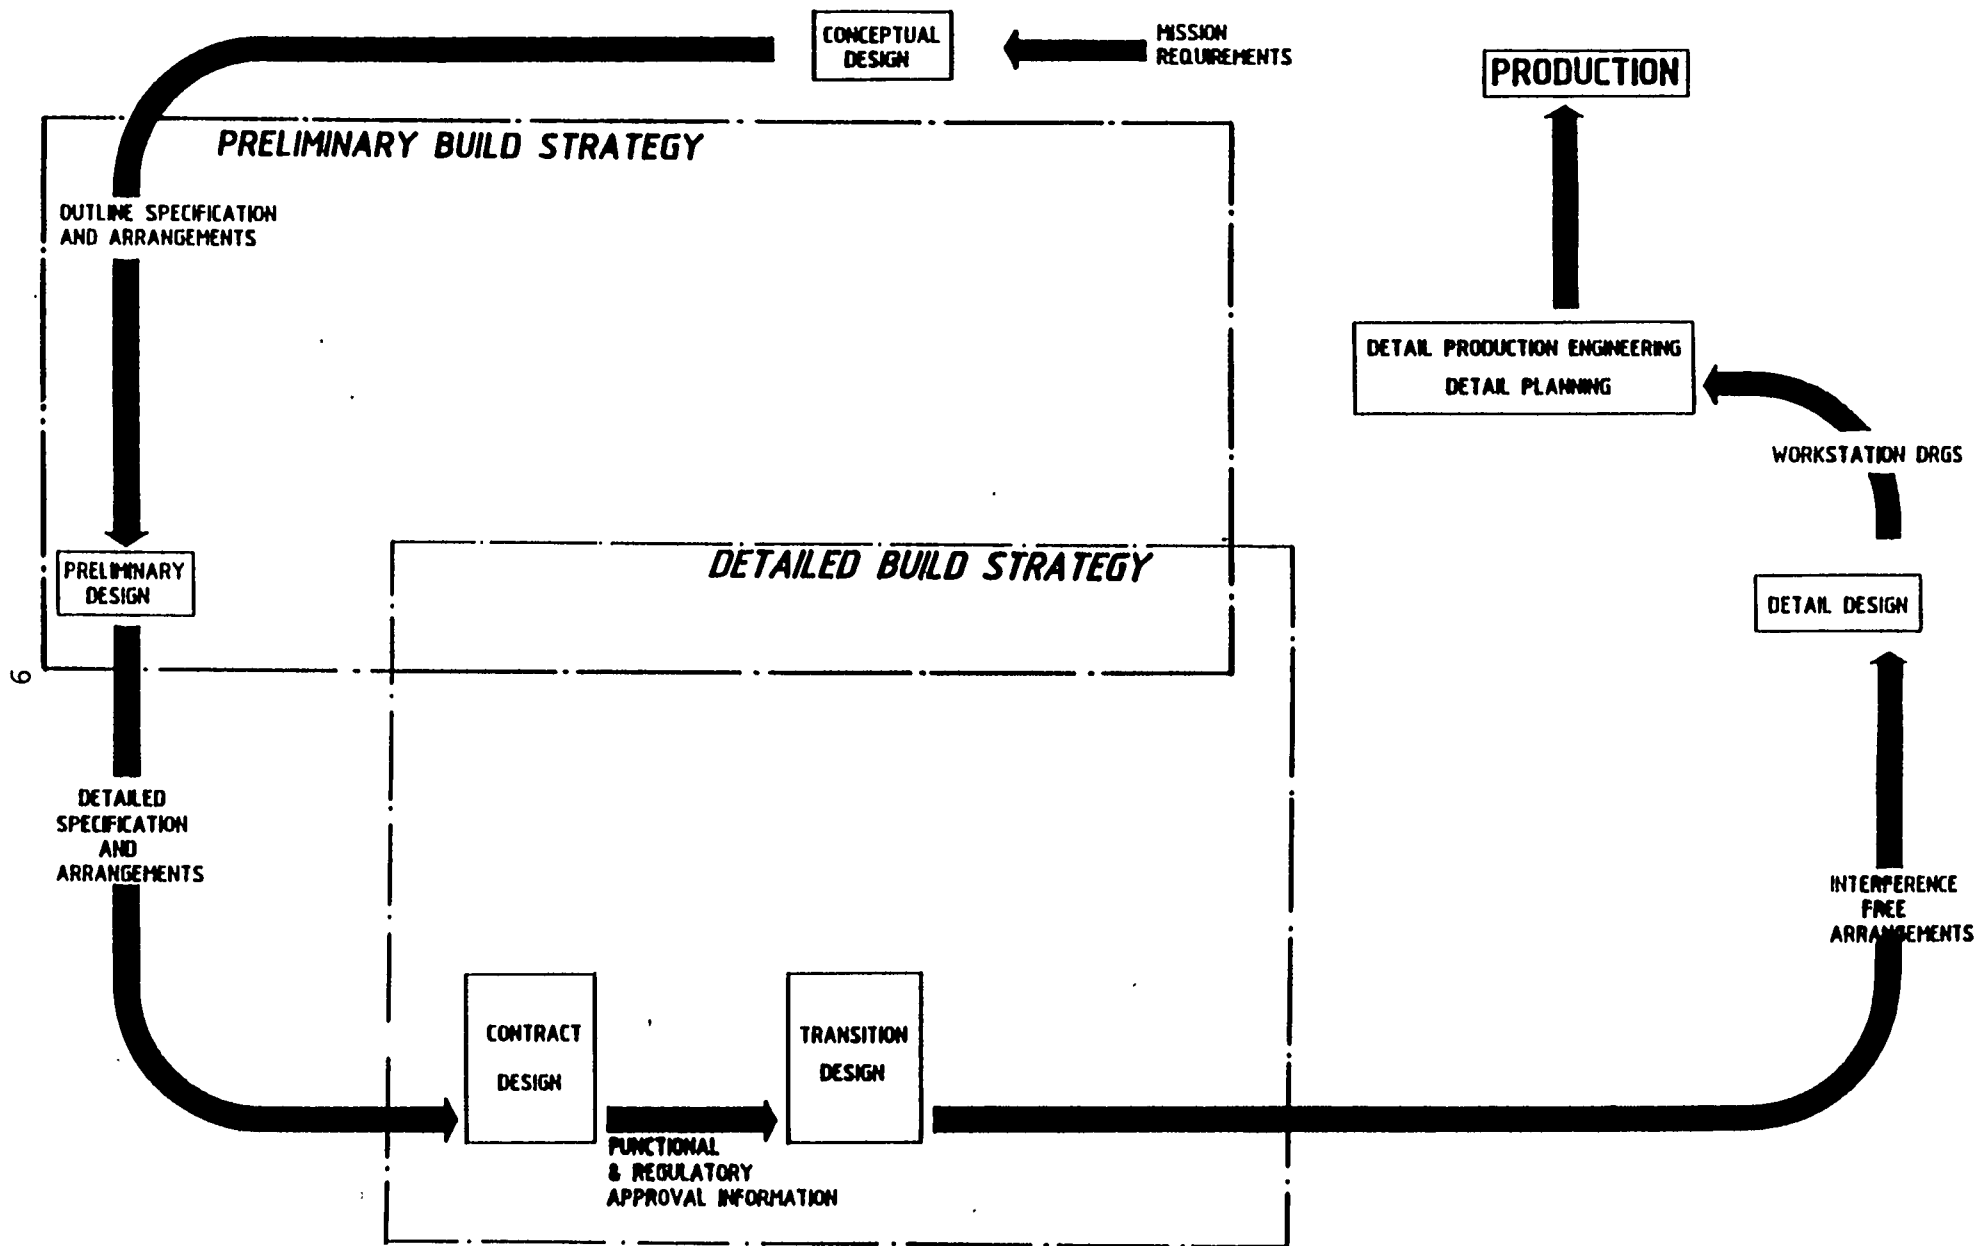 CONCEPTUAL
DESIGN
MISSION
REQUIREMENTS
PRODUCTION
PRELIMINARY BUILD STRATEGY
OUTLINE SPECIFICATION
AND ARRANGEMENTS
DETAIL PRODUCTION ENGINEERING
DETAIL PLANNING
WORKSTATION DRGS
DETAILED BUILD STRATEGY
PRELIMINARY
DESIGN
DETAIL DESIGN
6
DETAILED
SPECIFICATION
AND
ARRANGEMENTS
INTERFERENCE
FREE
ARRANGEMENTS
CONTRACT
DESIGN
TRANSITION
DESIGN
FUNCTIONAL
& REGULATORY
APPROVAL INFORMATION